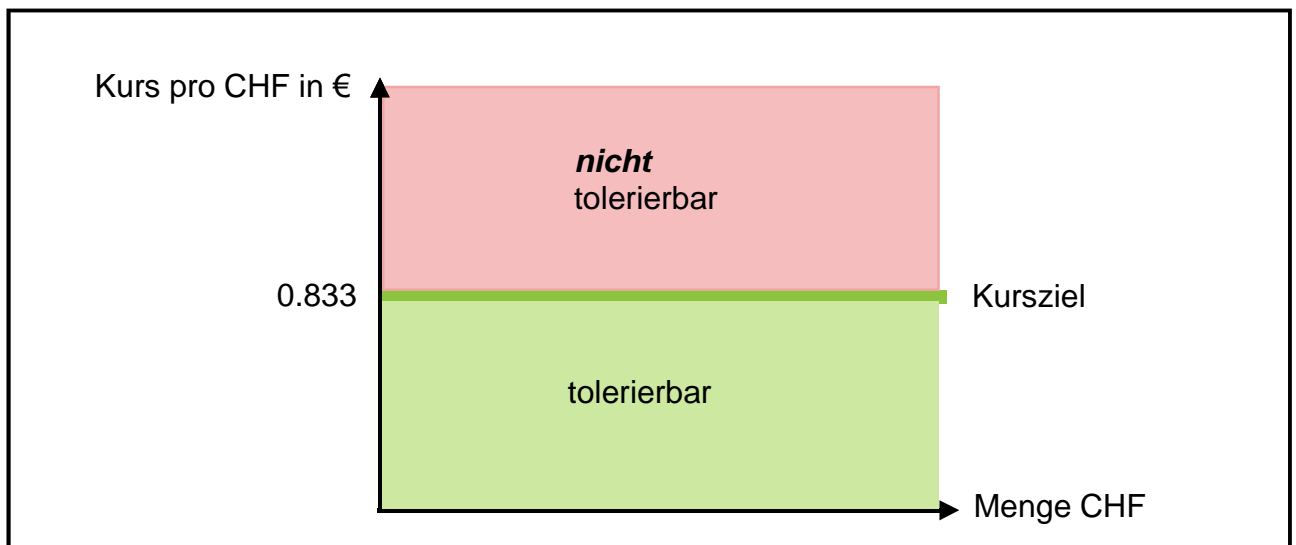 Kurs pro CHF in €
nicht
tolerierbar
0.833
Kursziel
tolerierbar
Menge CHF